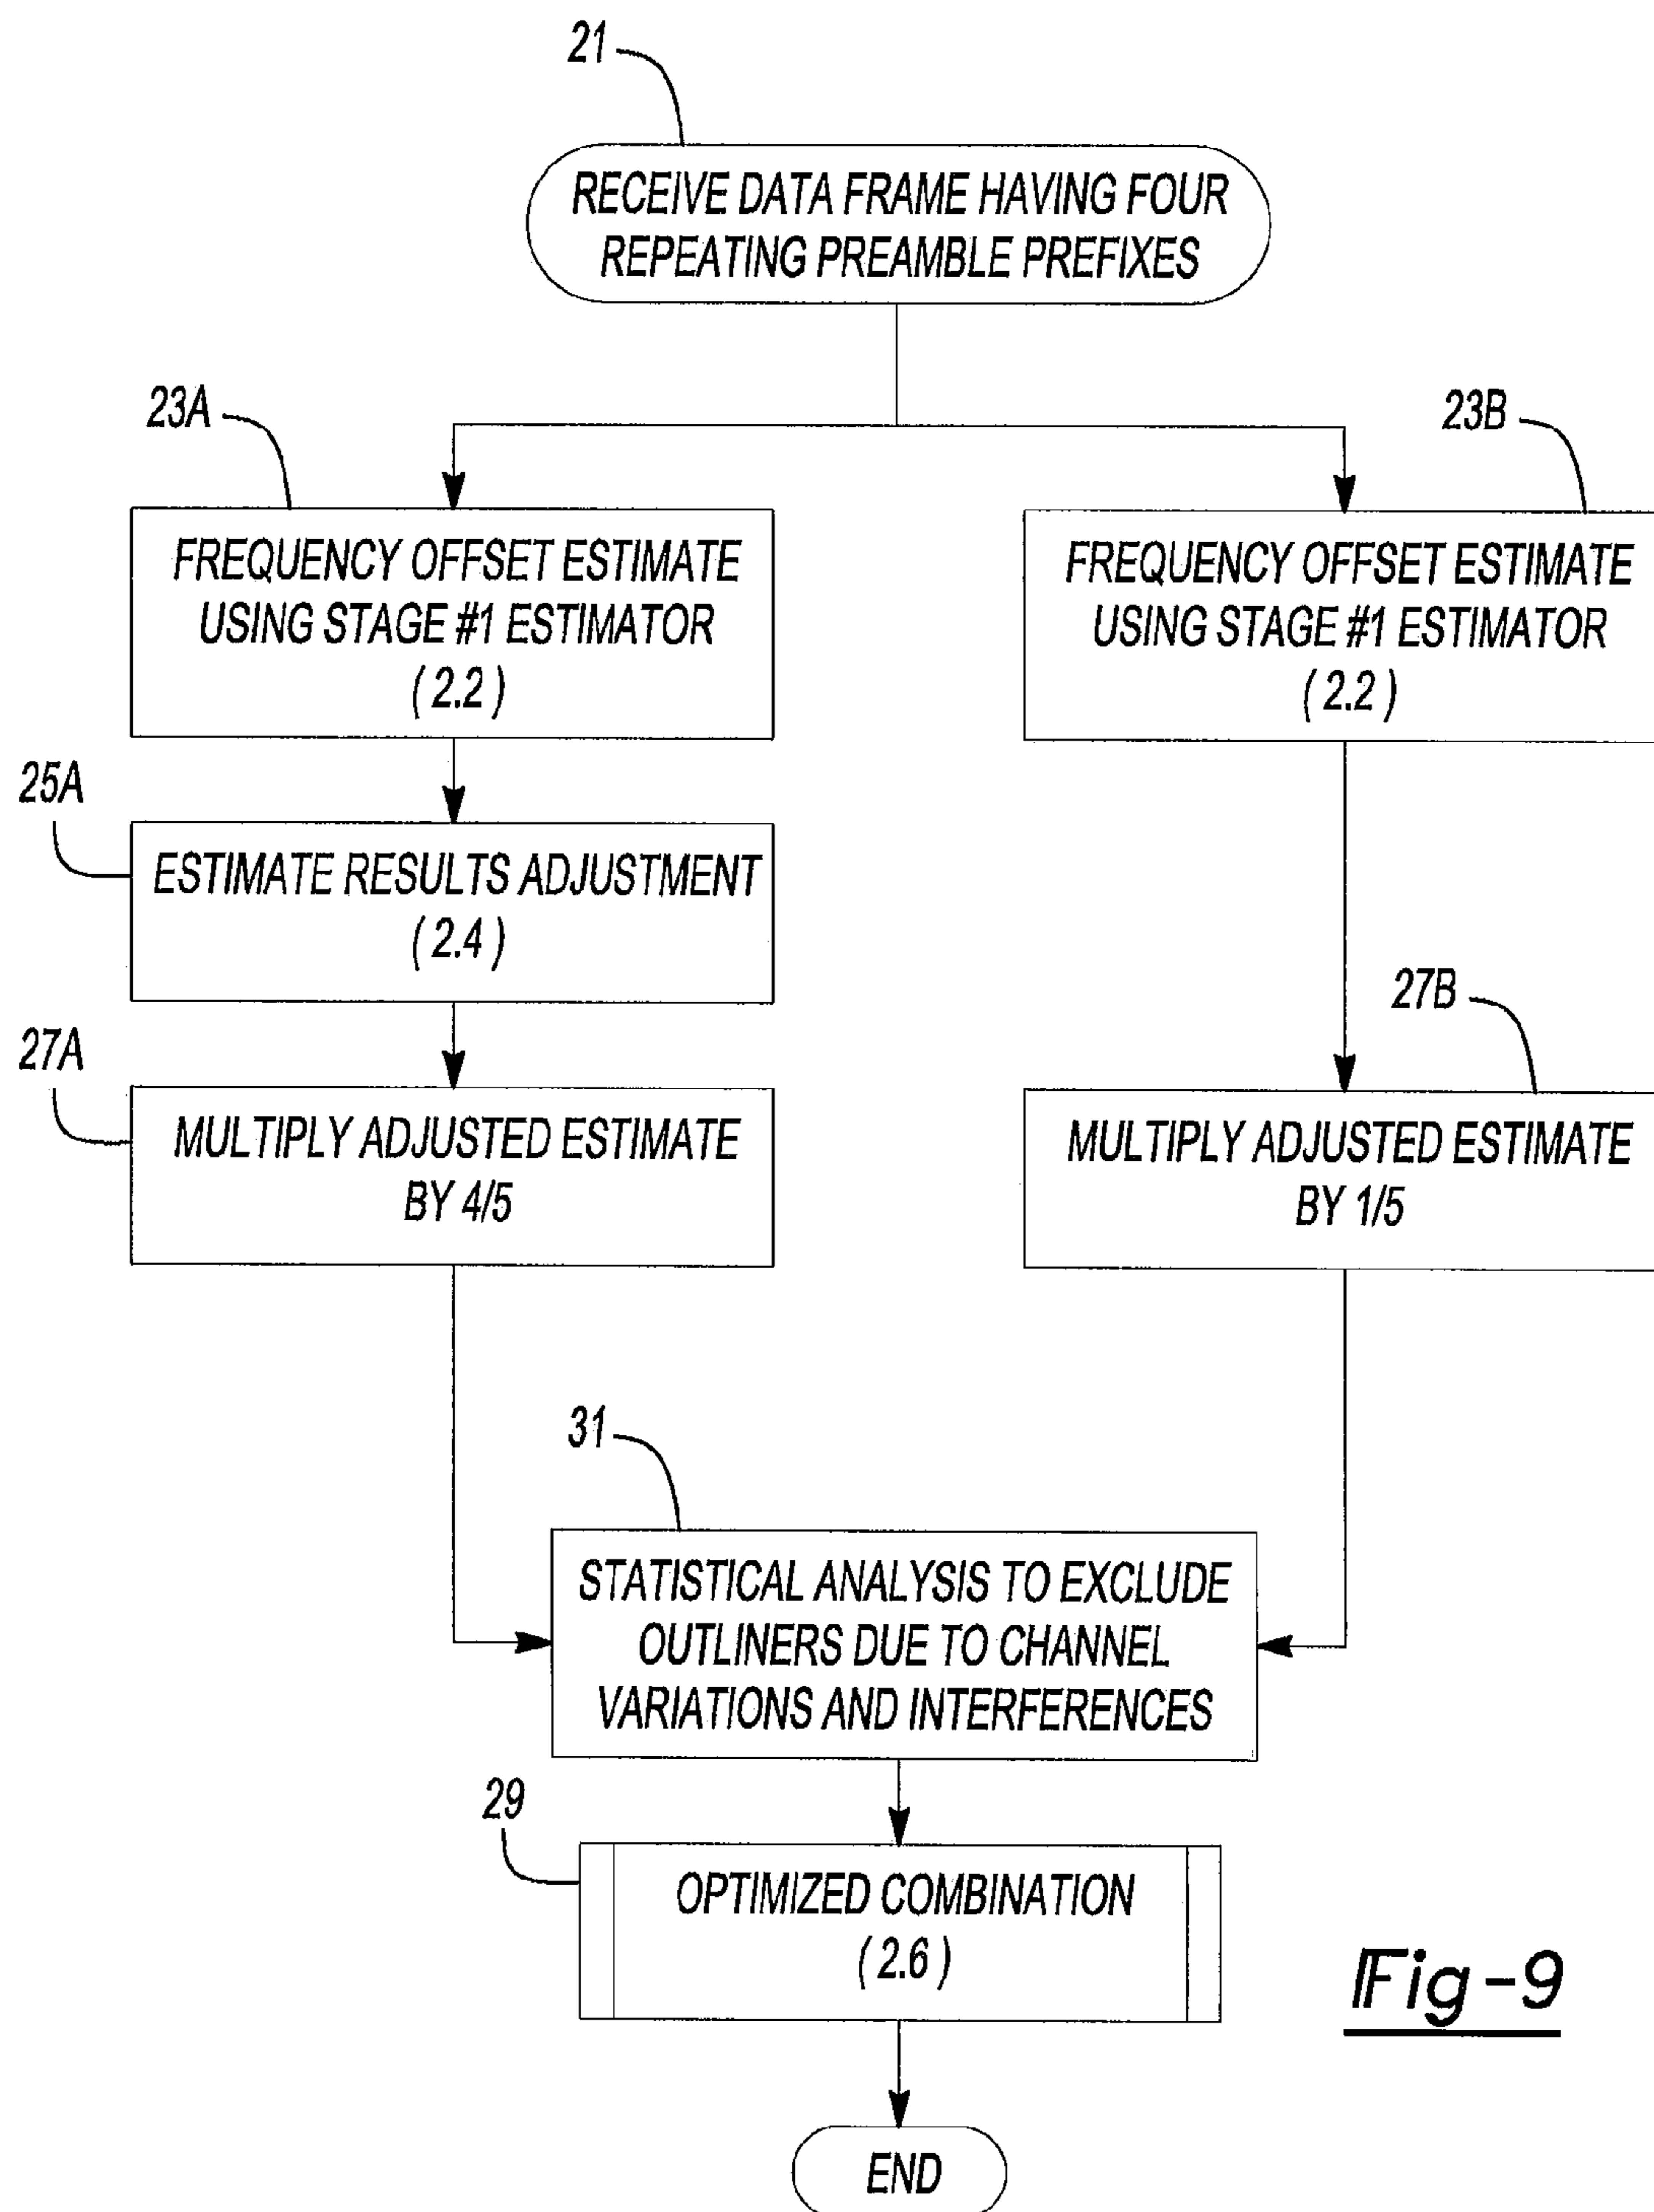 21
RECEIVE DATA FRAME HAVING FOUR
REPEATING PREAMBLE PREFIXES
23A
23B
FREQUENCY OFFSET ESTIMATE
USING STAGE #1 ESTIMATOR
( 2.2 )
FREQUENCY OFFSET ESTIMATE
USING STAGE #1 ESTIMATOR
( 2.2 )
25A
ESTIMATE RESULTS ADJUSTMENT
( 2.4 )
27A
MULTIPLY ADJUSTED ESTIMATE
BY 4/5
27B
MULTIPLY ADJUSTED ESTIMATE
BY 1/5
31
STATISTICAL ANALYSIS TO EXCLUDE
OUTLINERS DUE TO CHANNEL
VARIATIONS AND INTERFERENCES
29
OPTIMIZED COMBINATION
( 2.6 )
Fig-9
END